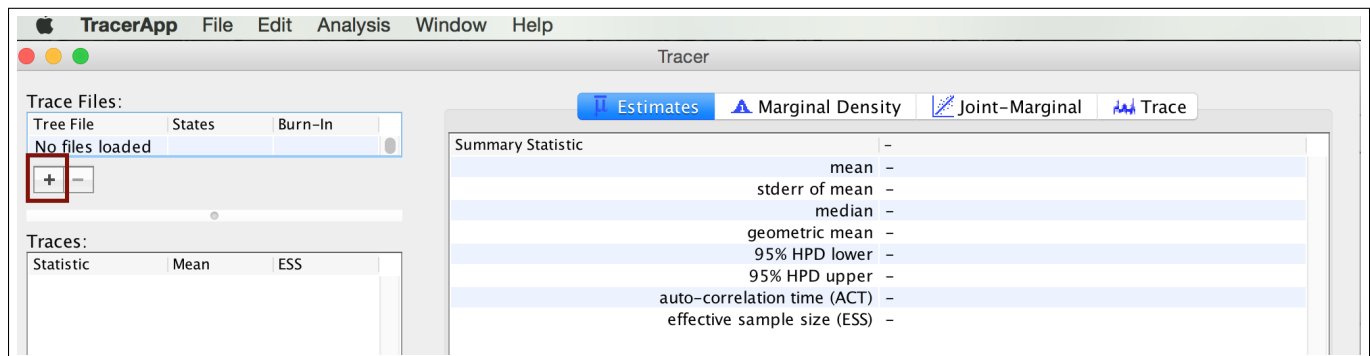 TracerApp File Edit Analysis Window Help
Tracer
Trace Files:
Tree File States Burn-In
No files loaded
+ −
Traces:
Statistic Mean ESS
μ Estimates Marginal Density Joint-Marginal Trace
Summary Statistic –
mean –
stderr of mean –
median –
geometric mean –
95% HPD lower –
95% HPD upper –
auto-correlation time (ACT) –
effective sample size (ESS) –